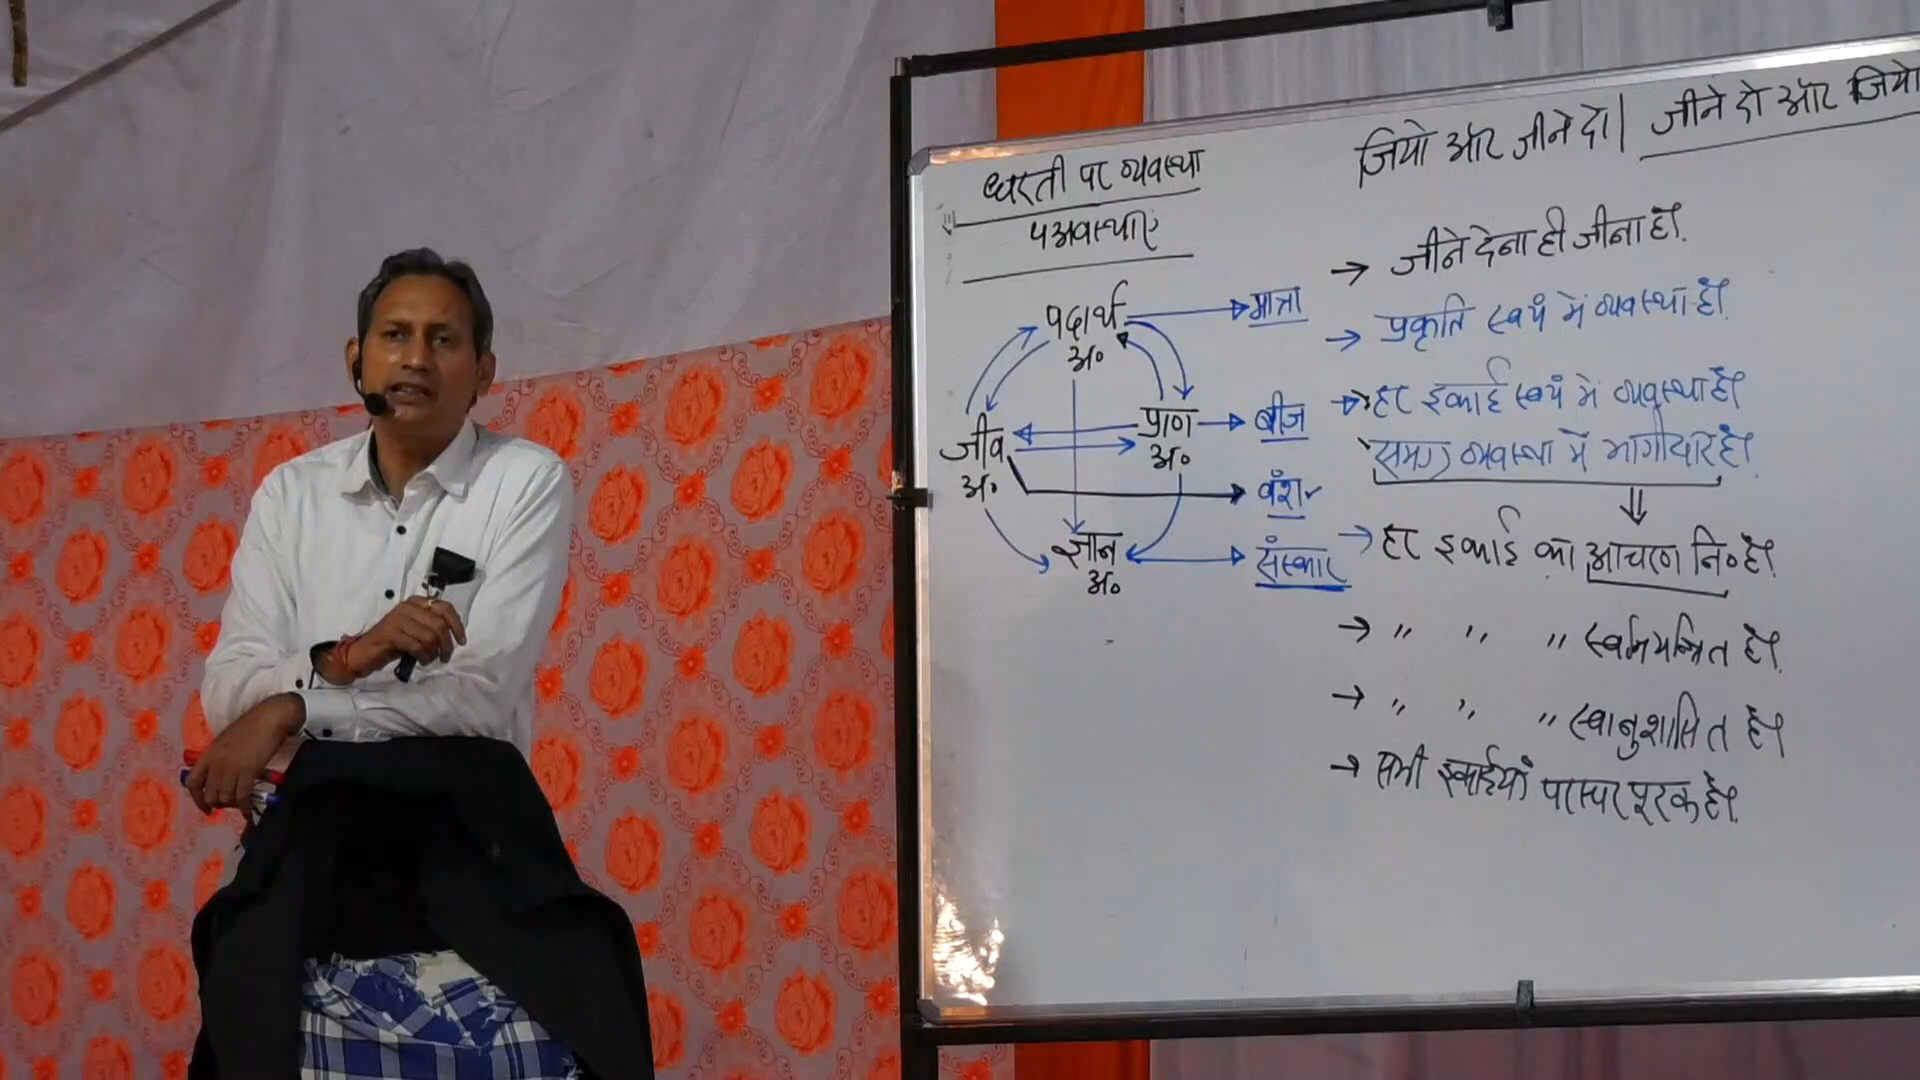 जियो और जीने दो। जीने दो और जियो
धरती पर व्यवस्था
४ अवस्थाएं
पदार्थ
अ०
मात्रा
जीव
अ०
प्राण
अ०
बीज
वंश
ज्ञान
अ०
संस्कार
→ जीने देना ही जीना है।
→ प्रकृति स्वयं में व्यवस्था है।
→ हर इकाई स्वयं में व्यवस्था है।
समग्र व्यवस्था में भागीदार है।
→ हर इकाई का आचरण नि० है।
→ " " " स्वनियन्त्रित है।
→ " " " स्वानुशासित है।
→ सभी इकाईयाँ परस्पर पूरक है।